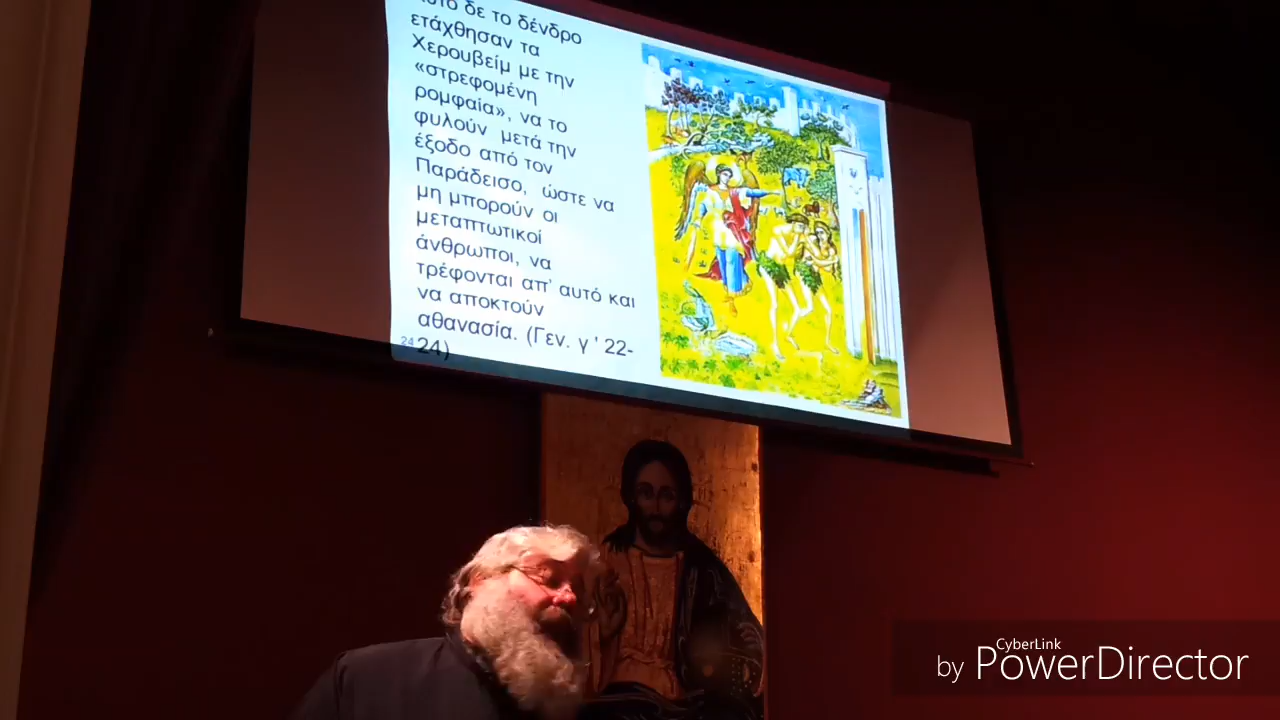 δε το δένδρο
ετάχθησαν τα
Χερουβείμ με την
«στρεφομένη
ρομφαία», να το
φυλούν μετά την
έξοδο από τον
Παράδεισο, ώστε να
μη μπορούν οι
μεταπτωτικοί
άνθρωποι, να
τρέφονται απ' αυτό και
να αποκτούν
αθανασία. (Γεν. γ ' 22-
24)
24
CyberLink
by PowerDirector